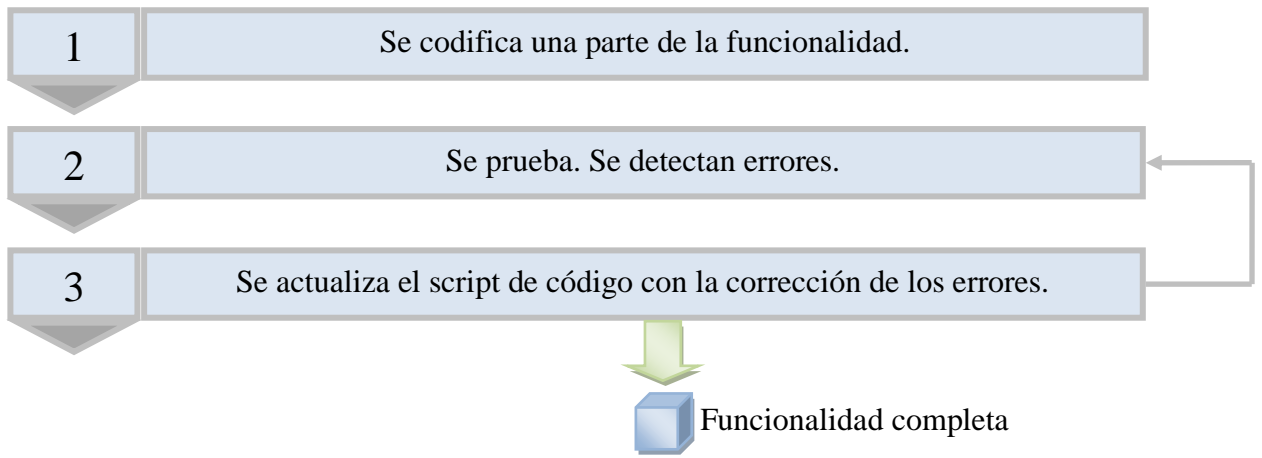 1
Se codifica una parte de la funcionalidad.
2
Se prueba. Se detectan errores.
3
Se actualiza el script de código con la corrección de los errores.
Funcionalidad completa